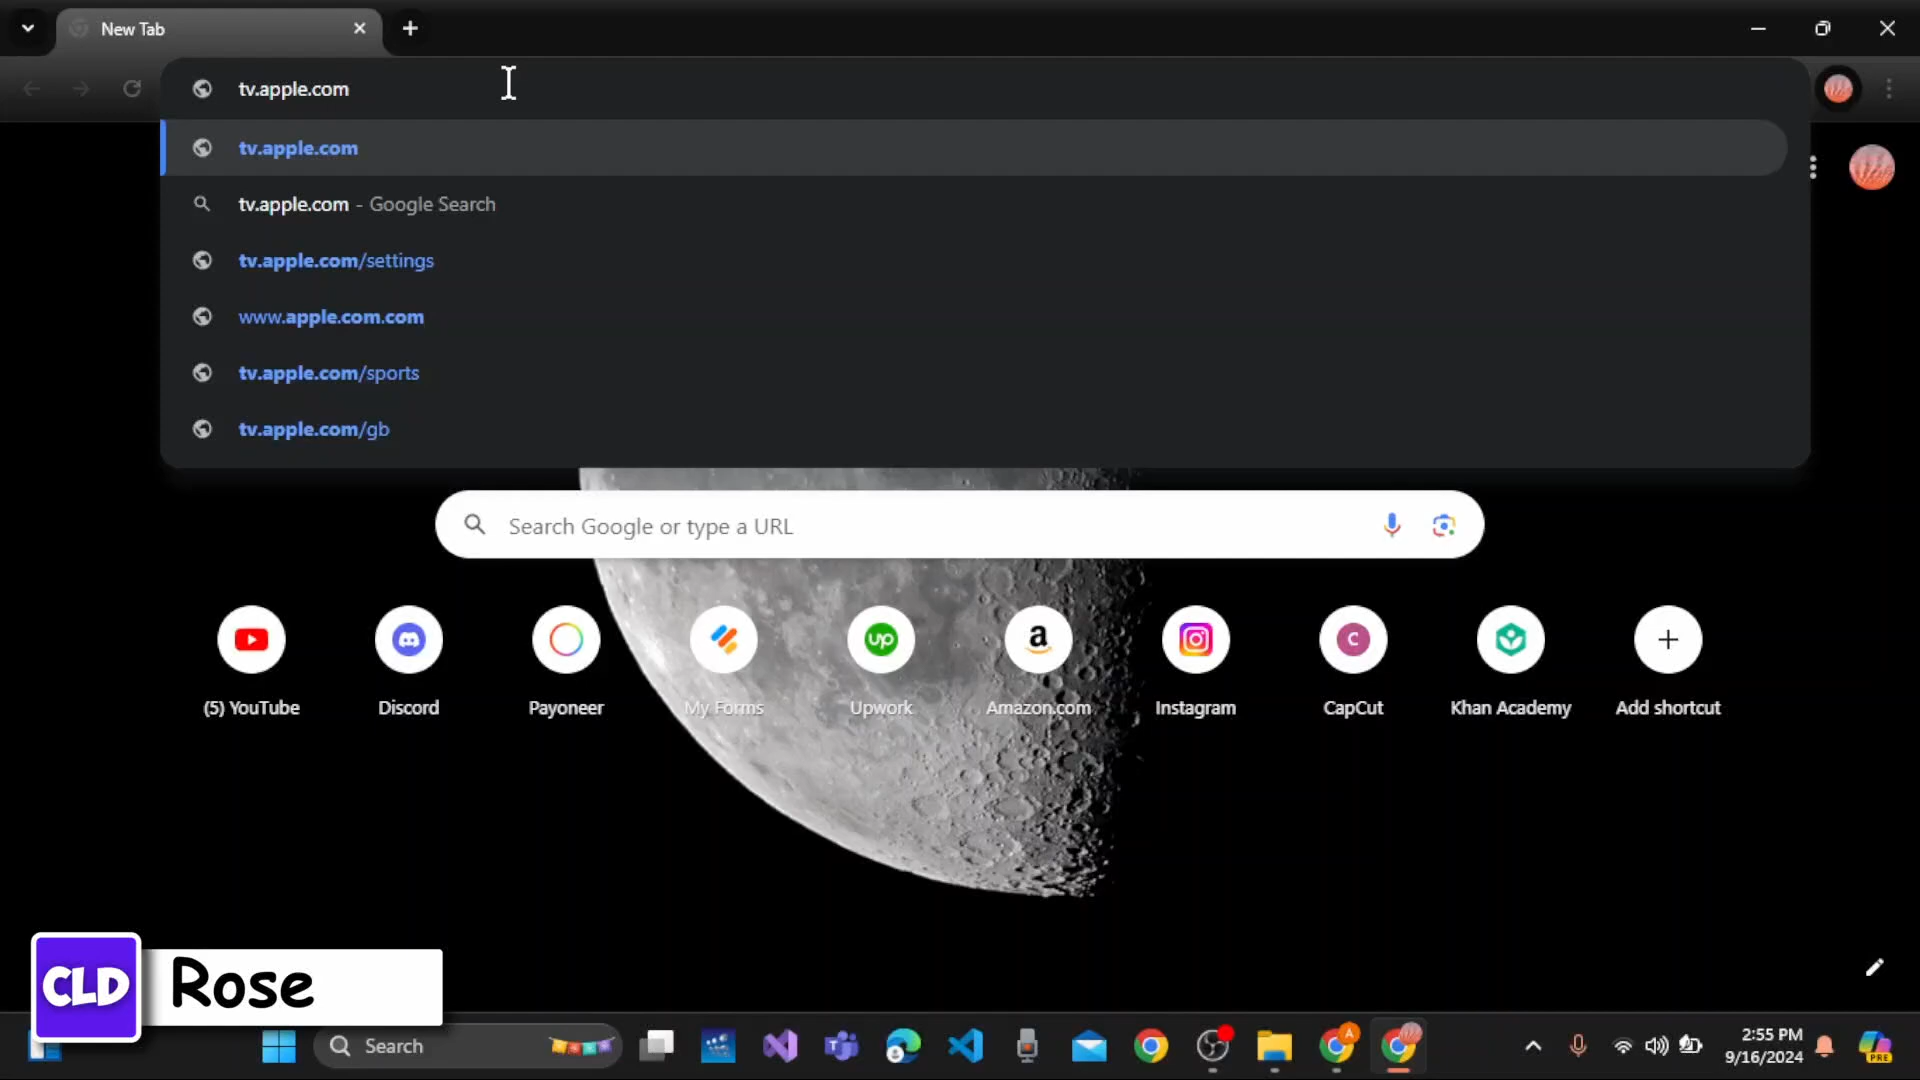 New Tab
tv.apple.com
tv.apple.com
tv.apple.com - Google Search
tv.apple.com/settings
www.apple.com.com
tv.apple.com/sports
tv.apple.com/gb
Search Google or type a URL
(5) YouTube
Discord
Payoneer
My Forms
up
Upwork
a
Amazon.com
Instagram
C
CapCut
Khan Academy
Add shortcut
CLD
Rose
Search
A
2:55 PM
9/16/2024
PRE